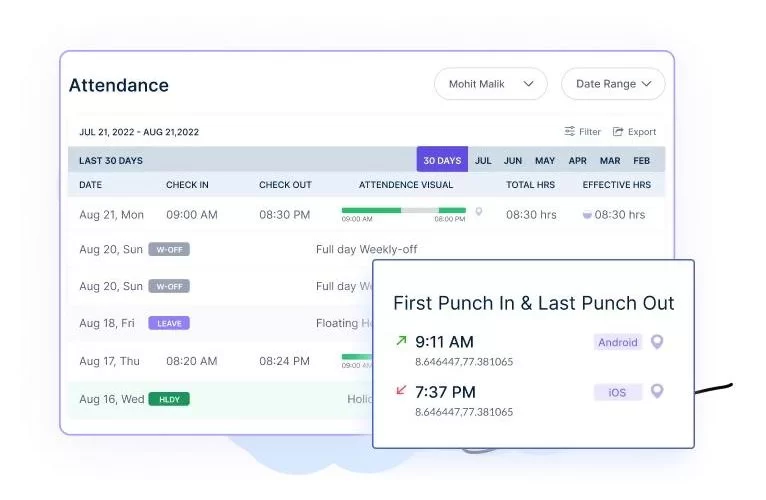 Attendance
Mohit Malik
Date Range
JUL 21, 2022 - AUG 21,2022
Filter
Export
LAST 30 DAYS
30 DAYS JUL JUN MAY APR MAR FEB
DATE CHECK IN CHECK OUT ATTENDENCE VISUAL TOTAL HRS EFFECTIVE HRS
Aug 21, Mon 09:00 AM 08:30 PM 08:30 hrs 08:30 hrs
09:00 AM 08:00 PM
Aug 20, Sun W-OFF Full day Weekly-off
Aug 20, Sun W-OFF Full day
Aug 18, Fri LEAVE Floating
Aug 17, Thu 08:20 AM 08:24 PM
09:00 AM
Aug 16, Wed HLDY
First Punch In & Last Punch Out
9:11 AM Android
8.646447,77.381065
7:37 PM iOS
8.646447,77.381065